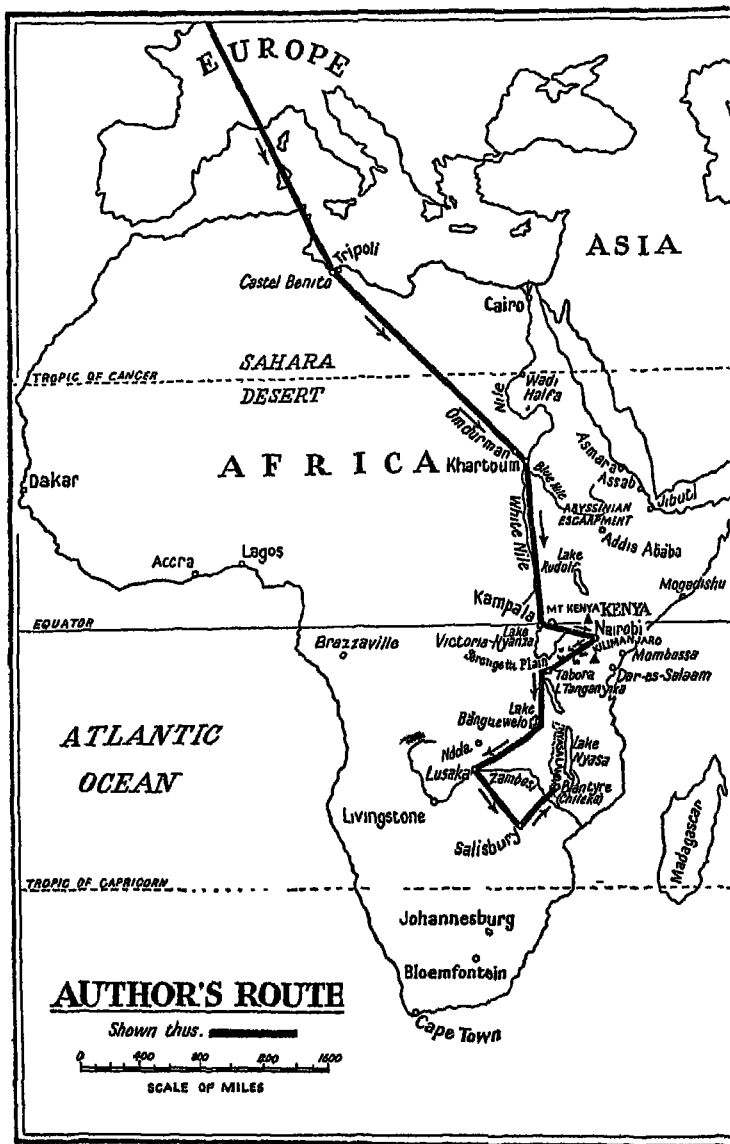 EUROPE
ASIA
Tripoli
Castel Benito
Cairo
SAHARA
TROPIC OF CANCER
DESERT
Nile
Wadi
Halfa
Omdurman
AFRICA
Khartoum
Blue Nile
Asmara
Assab
Jibuti
Dakar
White Nile
ABYSSINIAN
ESCARPMENT
Addis Ababa
Accra
Lagos
Lake
Rudolf
Mogadishu
Kampala
MT KENYA
KENYA
EQUATOR
Lake
Victoria-Nyanza
Nairobi
KILIMANJARO
Brazzaville
Plain
Mombassa
Tabora
Dar-es-Salaam
L Tanganyika
Lake
Banguewelo
ATLANTIC
OCEAN
Ndola
Lake
Nyasa
Lusaka
Zambesi
Blantyre
(Chileka)
Livingstone
Salisbury
Madagascar
TROPIC OF CAPRICORN
Johannesburg
Bloemfontein
AUTHOR'S ROUTE
Shown thus.
Cape Town
0 400 800 1200 1600
SCALE OF MILES